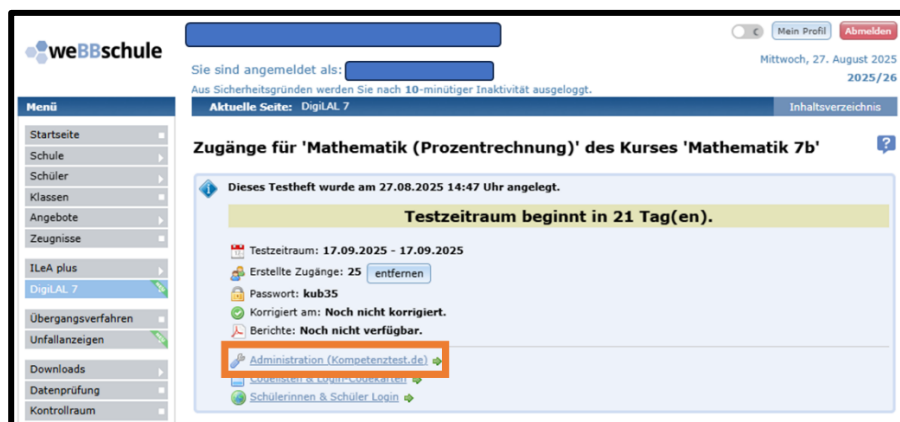 weBBschule
Mein Profil
Abmelden
Mittwoch, 27. August 2025
2025/26
Sie sind angemeldet als:
Aus Sicherheitsgründen werden Sie nach 10-minütiger Inaktivität ausgeloggt.
Menü
Aktuelle Seite: DigiLAL 7
Inhaltsverzeichnis
Startseite
Schule
Schüler
Klassen
Angebote
Zeugnisse
ILeA plus
DigiLAL 7
Übergangsverfahren
Unfallanzeigen
Downloads
Datenprüfung
Kontrollraum
Zugänge für 'Mathematik (Prozentrechnung)' des Kurses 'Mathematik 7b'
?
Dieses Testheft wurde am 27.08.2025 14:47 Uhr angelegt.
Testzeitraum beginnt in 21 Tag(en).
Testzeitraum: 17.09.2025 - 17.09.2025
Erstellte Zugänge: 25 entfernen
Passwort: kub35
Korrigiert am: Noch nicht korrigiert.
Berichte: Noch nicht verfügbar.
Administration (Kompetenztest.de)
Codelisten & Login-Codekarten
Schülerinnen & Schüler Login